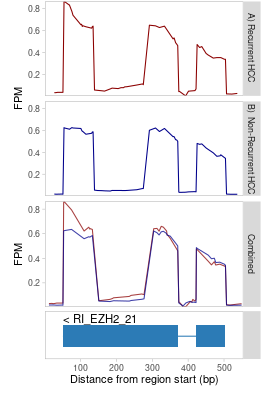 0.8
0.6
0.4
0.2
A) Recurrent HCC
FPM
0.8
0.6
0.4
0.2
B) Non-Recurrent HCC
0.8
0.6
0.4
0.2
FPM
Combined
< RI_EZH2_21
100 200 300 400 500
Distance from region start (bp)